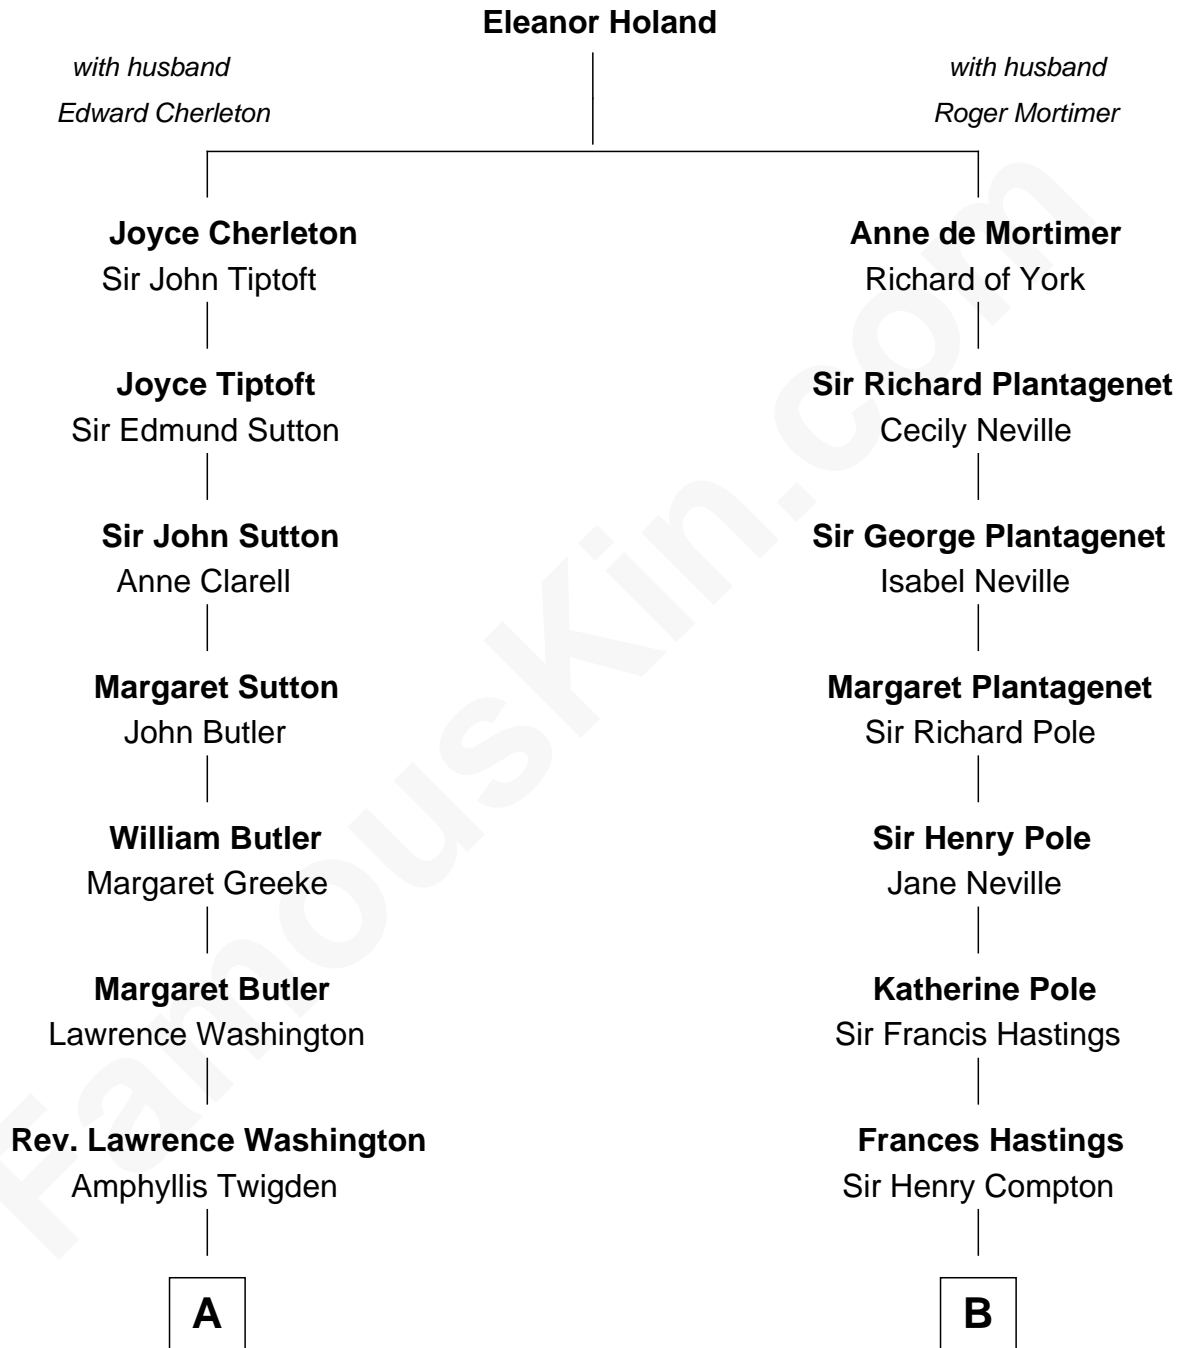 Eleanor Holand
with husband
Edward Cherleton
with husband
Roger Mortimer
Joyce Cherleton
Sir John Tiptoft
Anne de Mortimer
Richard of York
Joyce Tiptoft
Sir Edmund Sutton
Sir Richard Plantagenet
Cecily Neville
Sir John Sutton
Anne Clarell
Sir George Plantagenet
Isabel Neville
Margaret Sutton
John Butler
Margaret Plantagenet
Sir Richard Pole
William Butler
Margaret Greeke
Sir Henry Pole
Jane Neville
Margaret Butler
Lawrence Washington
Katherine Pole
Sir Francis Hastings
Rev. Lawrence Washington
Amphyllis Twigden
Frances Hastings
Sir Henry Compton
A
B
FamousKin.com